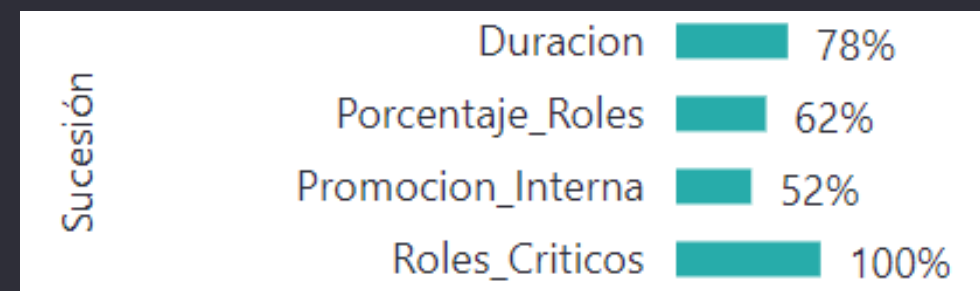 Sucesión
Duracion 78%
Porcentaje_Roles 62%
Promocion_Interna 52%
Roles_Criticos 100%